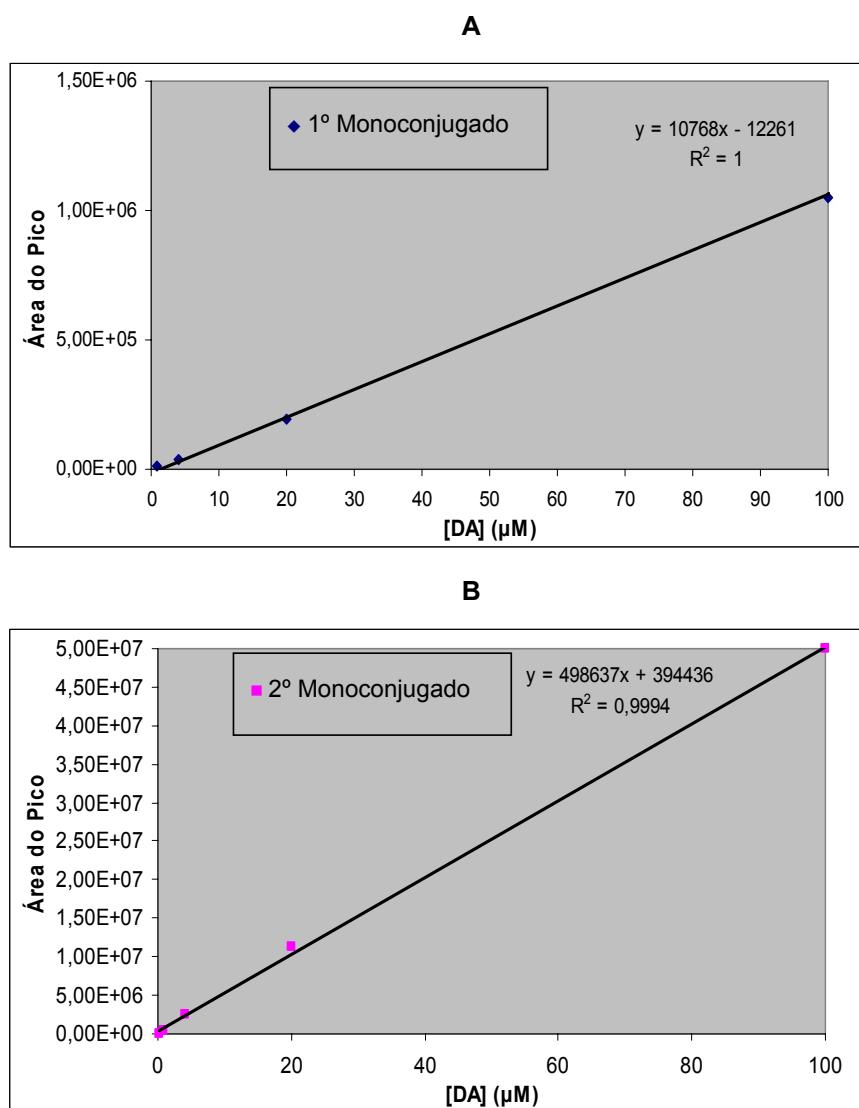 A
1,50E+06
1º Monoconjugado
y = 10768x - 12261
R² = 1
1,00E+06
Área do Pico
5,00E+05
0,00E+00
0 10 20 30 40 50 60 70 80 90 100
[DA] (µM)
B
5,00E+07
2º Monoconjugado
y = 498637x + 394436
R² = 0,9994
4,50E+07
4,00E+07
3,50E+07
3,00E+07
Área do Pico
2,50E+07
2,00E+07
1,50E+07
1,00E+07
5,00E+06
0,00E+00
0 20 40 60 80 100
[DA] (µM)